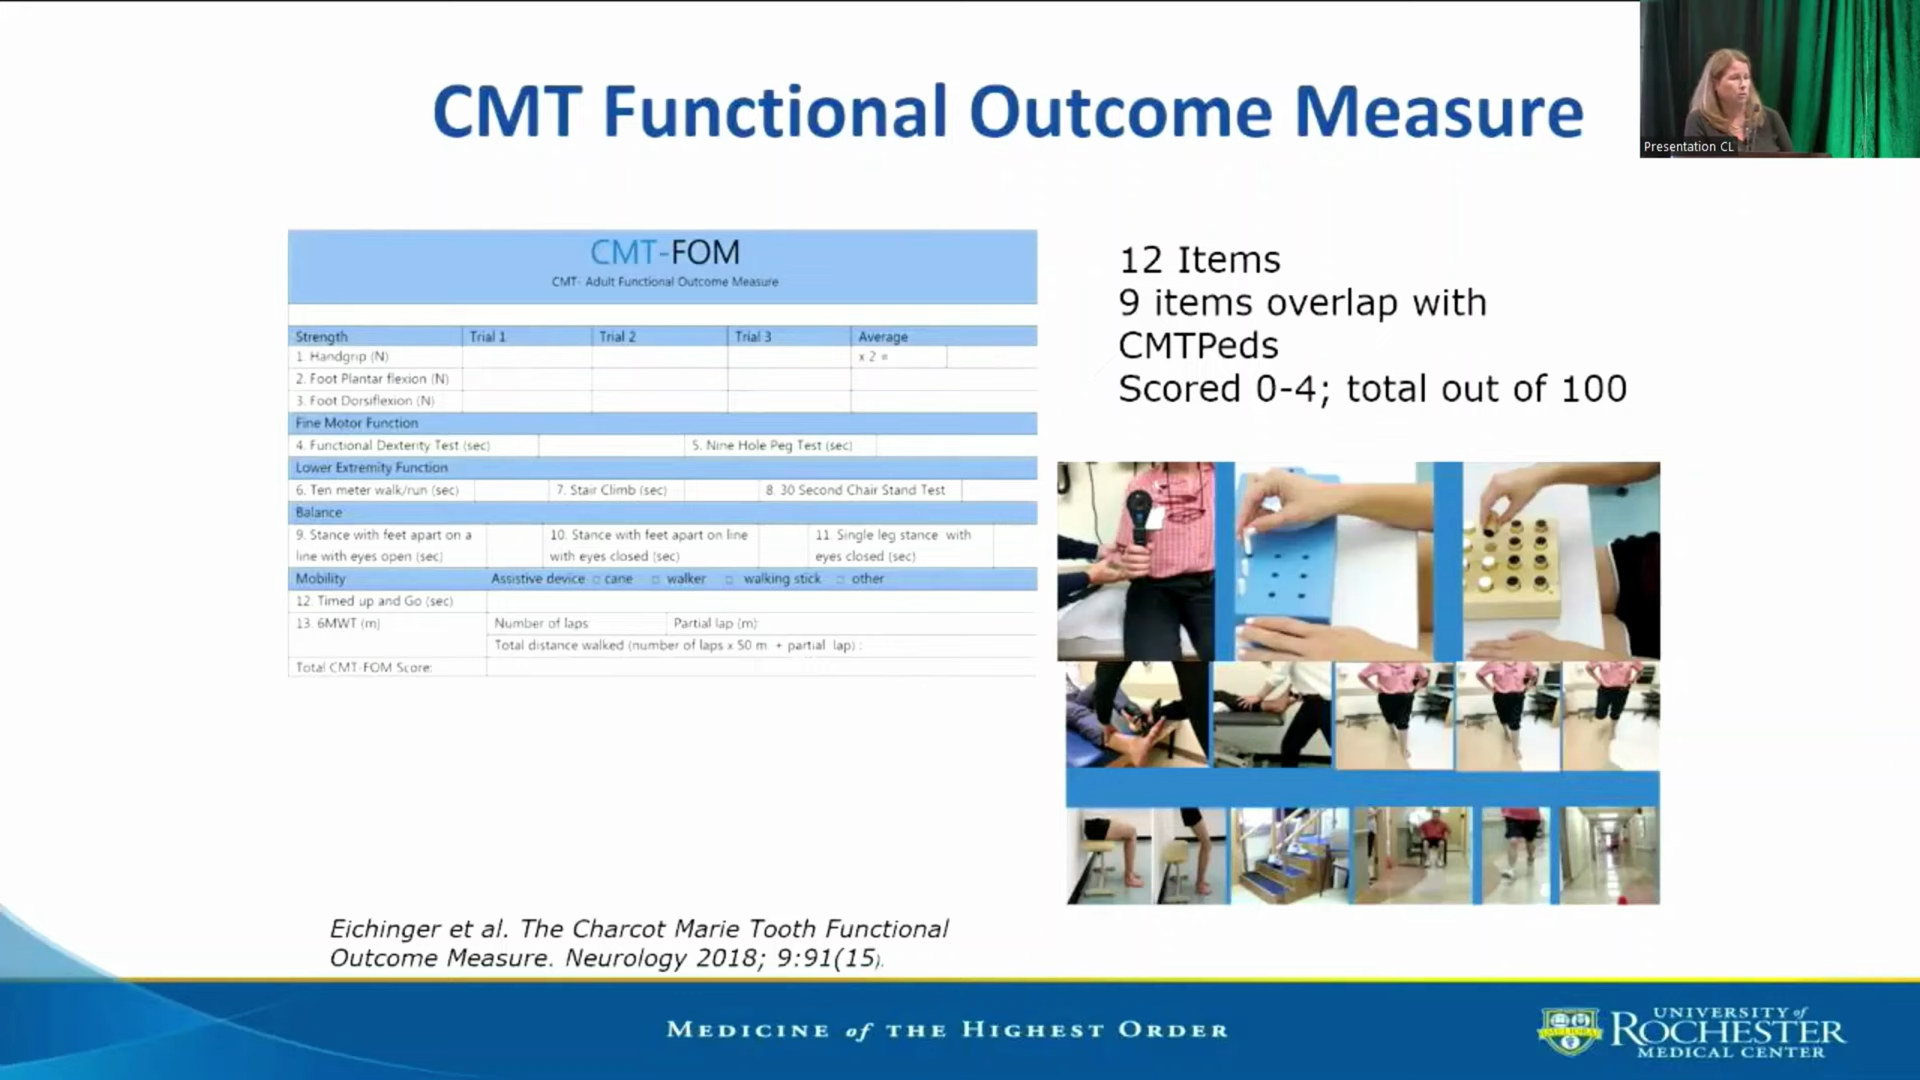 CMT Functional Outcome Measure
Presentation CL
CMT-FOM
CMT- Adult Functional Outcome Measure
Strength Trial 1 Trial 2 Trial 3 Average
1. Handgrip (N) x 2 =
2. Foot Plantar flexion (N)
3. Foot Dorsiflexion (N)
Fine Motor Function
4. Functional Dexterity Test (sec) 5. Nine Hole Peg Test (sec)
Lower Extremity Function
6. Ten meter walk/run (sec) 7. Stair Climb (sec) 8. 30 Second Chair Stand Test
Balance
9. Stance with feet apart on a 10. Stance with feet apart on line 11. Single leg stance with
line with eyes open (sec) with eyes closed (sec) eyes closed (sec)
Mobility Assistive device □ cane □ walker □ walking stick □ other
12. Timed up and Go (sec)
13. 6MWT (m) Number of laps Partial lap (m)
Total distance walked (number of laps x 50 m + partial lap) :
Total CMT-FOM Score:
12 Items
9 items overlap with
CMTPeds
Scored 0-4; total out of 100
Eichinger et al. The Charcot Marie Tooth Functional
Outcome Measure. Neurology 2018; 9:91(15).
MEDICINE of THE HIGHEST ORDER
UNIVERSITY of
ROCHESTER
MEDICAL CENTER